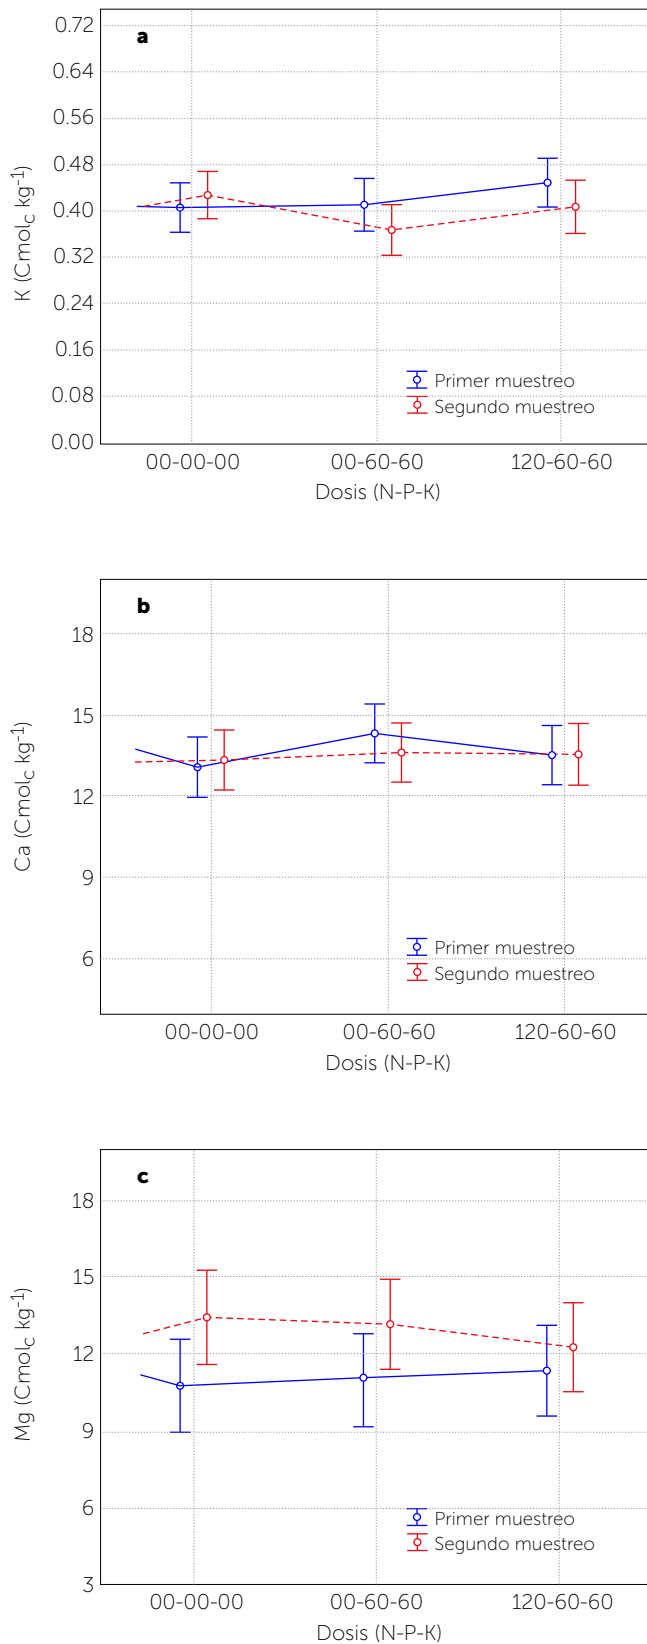 a
0.72
0.64
0.56
0.48
0.40
0.32
0.24
0.16
0.08
0.00
K (Cmolc kg-1)
Primer muestreo
Segundo muestreo
00-00-00 00-60-60 120-60-60
Dosis (N-P-K)
b
18
15
12
9
6
Ca (Cmolc kg-1)
Primer muestreo
Segundo muestreo
00-00-00 00-60-60 120-60-60
Dosis (N-P-K)
c
18
15
12
9
6
3
Mg (Cmolc kg-1)
Primer muestreo
Segundo muestreo
00-00-00 00-60-60 120-60-60
Dosis (N-P-K)